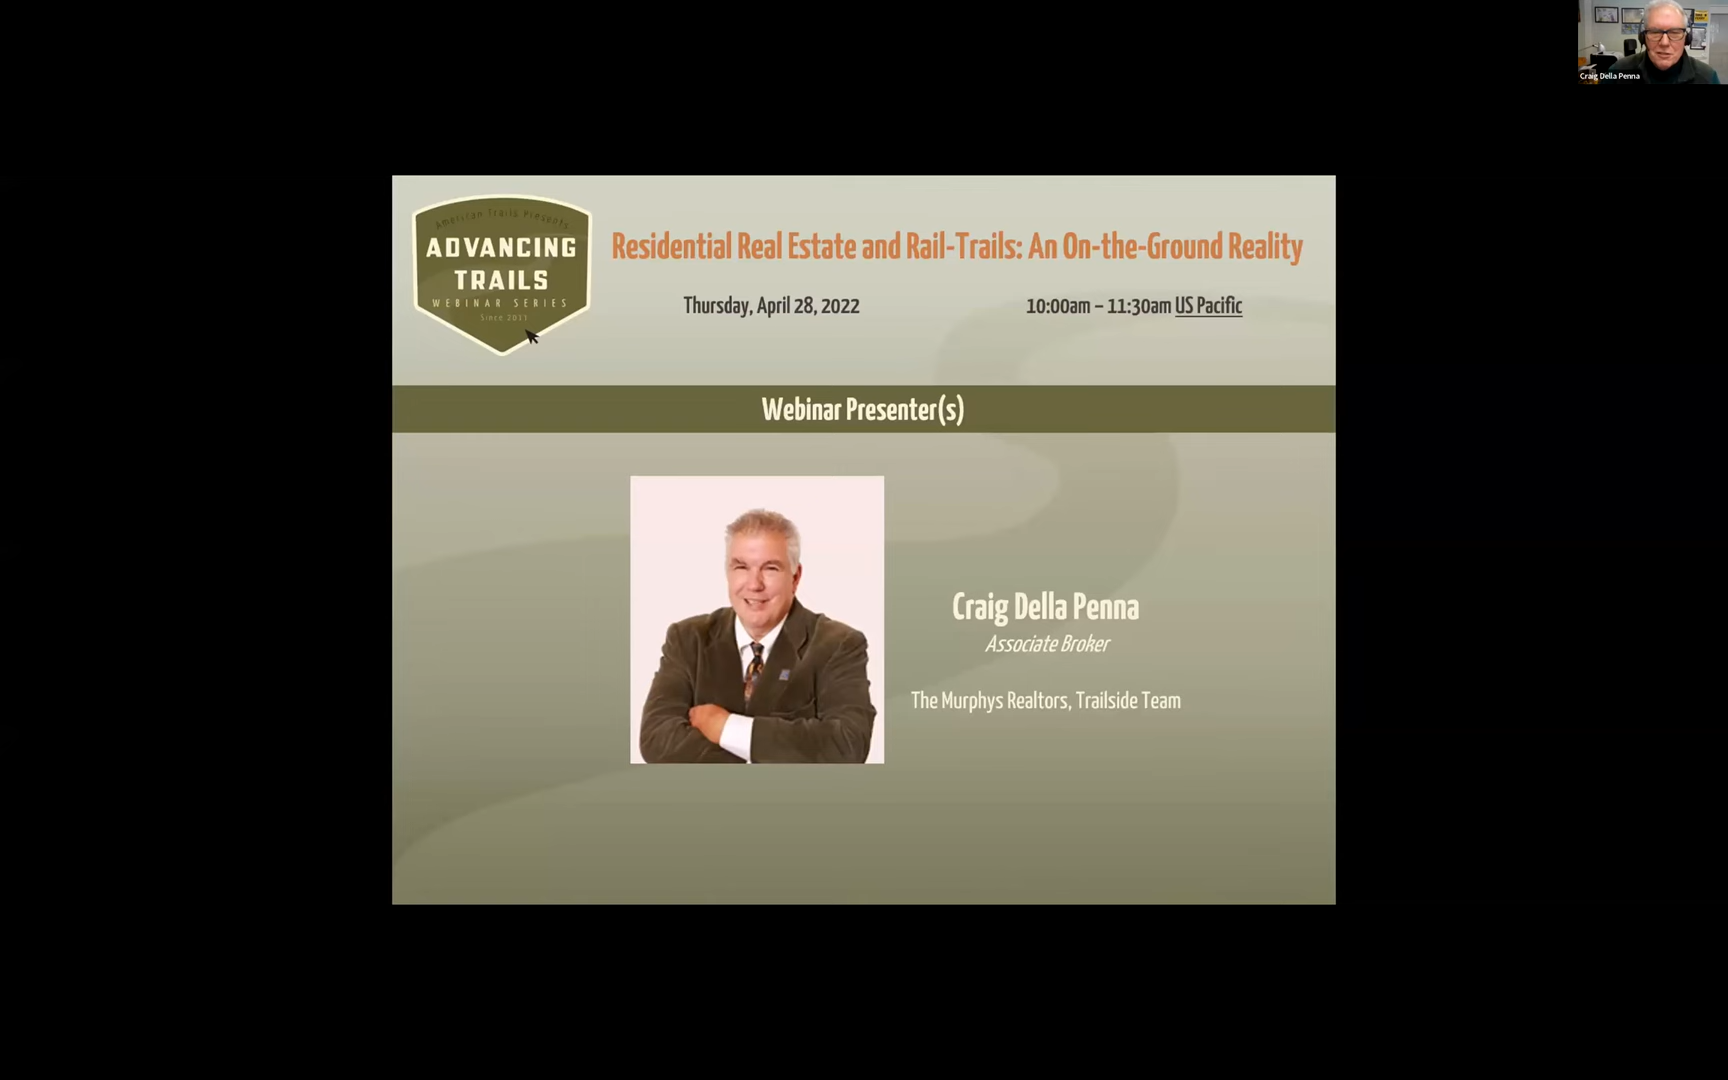 Craig Della Penna
American Trails Presents
ADVANCING
TRAILS
WEBINAR SERIES
Since 2013
Residential Real Estate and Rail-Trails: An On-the-Ground Reality
Thursday, April 28, 2022
10:00am – 11:30am US Pacific
Webinar Presenter(s)
Craig Della Penna
Associate Broker
The Murphys Realtors, Trailside Team